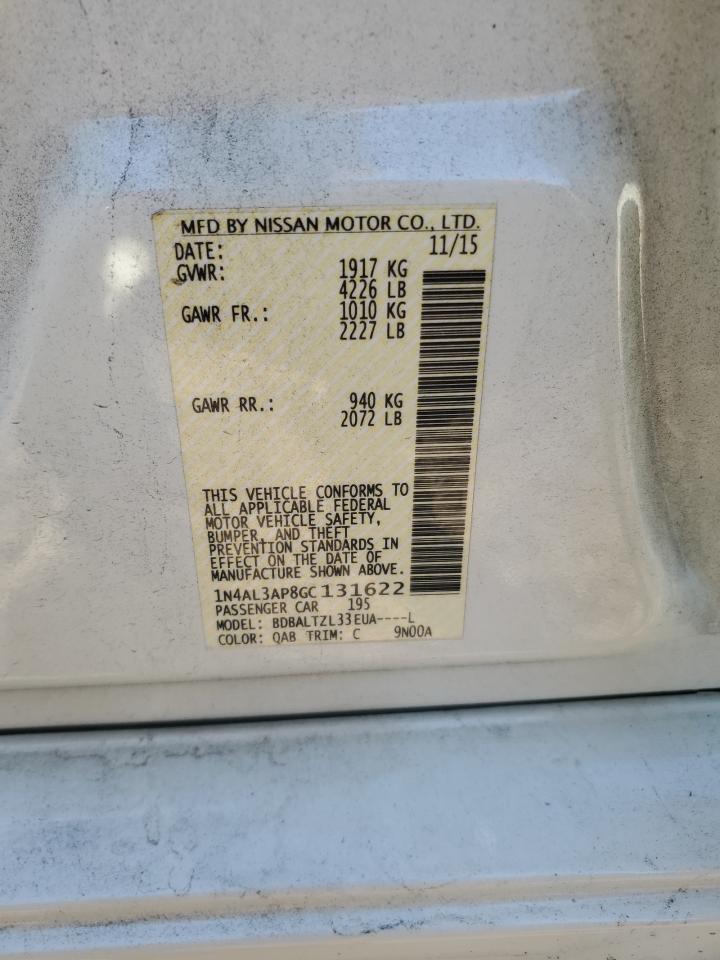 MFD BY NISSAN MOTOR CO., LTD.
DATE: 11/15
GVWR: 1917 KG
4226 LB
GAWR FR.: 1010 KG
2227 LB
GAWR RR.: 940 KG
2072 LB
THIS VEHICLE CONFORMS TO
ALL APPLICABLE FEDERAL
MOTOR VEHICLE SAFETY,
BUMPER, AND THEFT
PREVENTION STANDARDS IN
EFFECT ON THE DATE OF
MANUFACTURE SHOWN ABOVE.
1N4AL3AP8GC131622
PASSENGER CAR 195
MODEL: BDBALTZL33EUA----L
COLOR: QAB TRIM: C 9N00A